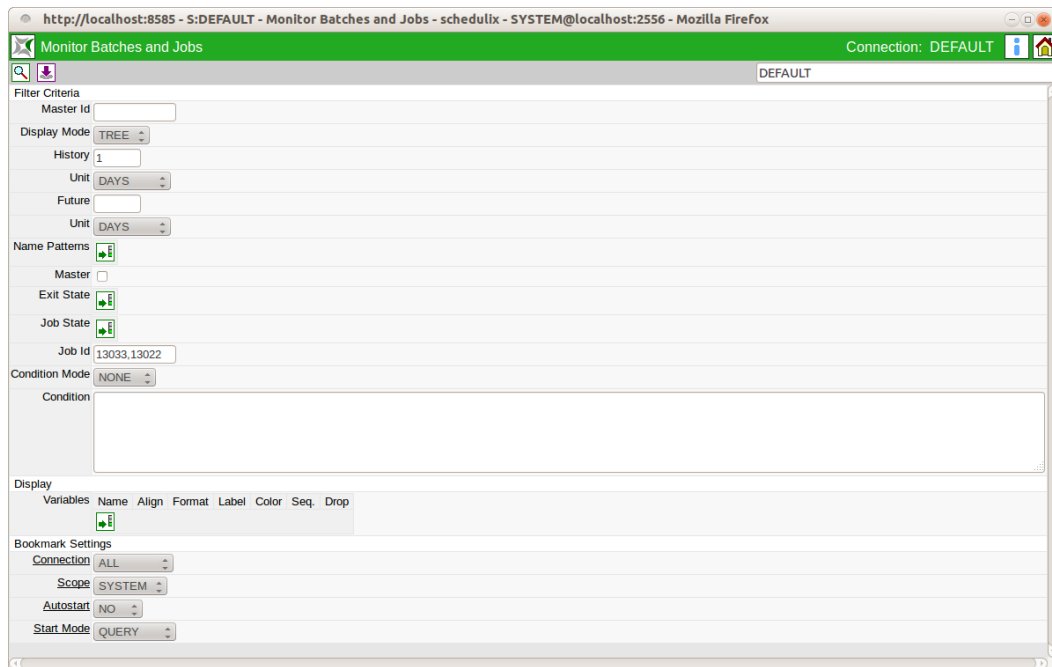 http://localhost:8585 - S:DEFAULT - Monitor Batches and Jobs - schedulix - SYSTEM@localhost:2556 - Mozilla Firefox
Monitor Batches and Jobs Connection: DEFAULT
DEFAULT
Filter Criteria
Master Id
Display Mode TREE
History 1
Unit DAYS
Future
Unit DAYS
Name Patterns
Master
Exit State
Job State
Job Id 13033,13022
Condition Mode NONE
Condition
Display
Variables Name Align Format Label Color Seq. Drop
Bookmark Settings
Connection ALL
Scope SYSTEM
Autostart NO
Start Mode QUERY